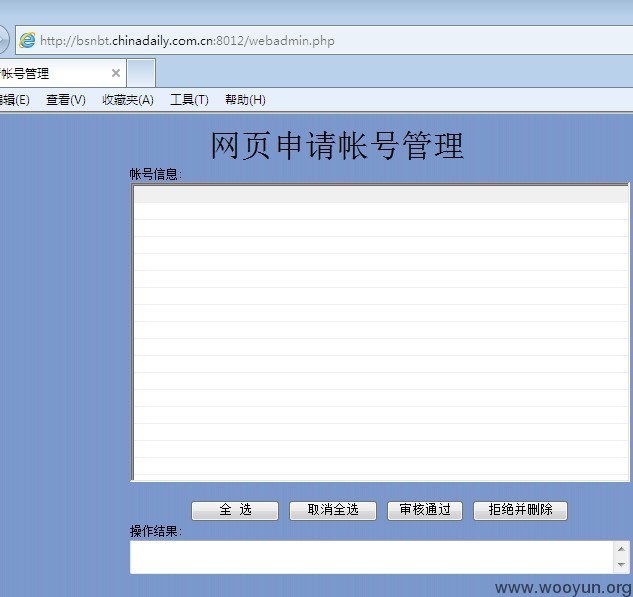 http://bsnbt.chinadaily.com.cn:8012/webadmin.php
帐号管理 ×
辑(E) 查看(V) 收藏夹(A) 工具(T) 帮助(H)
网页申请帐号管理
帐号信息:
全 选 取消全选 审核通过 拒绝并删除
操作结果:
www.wooyun.org